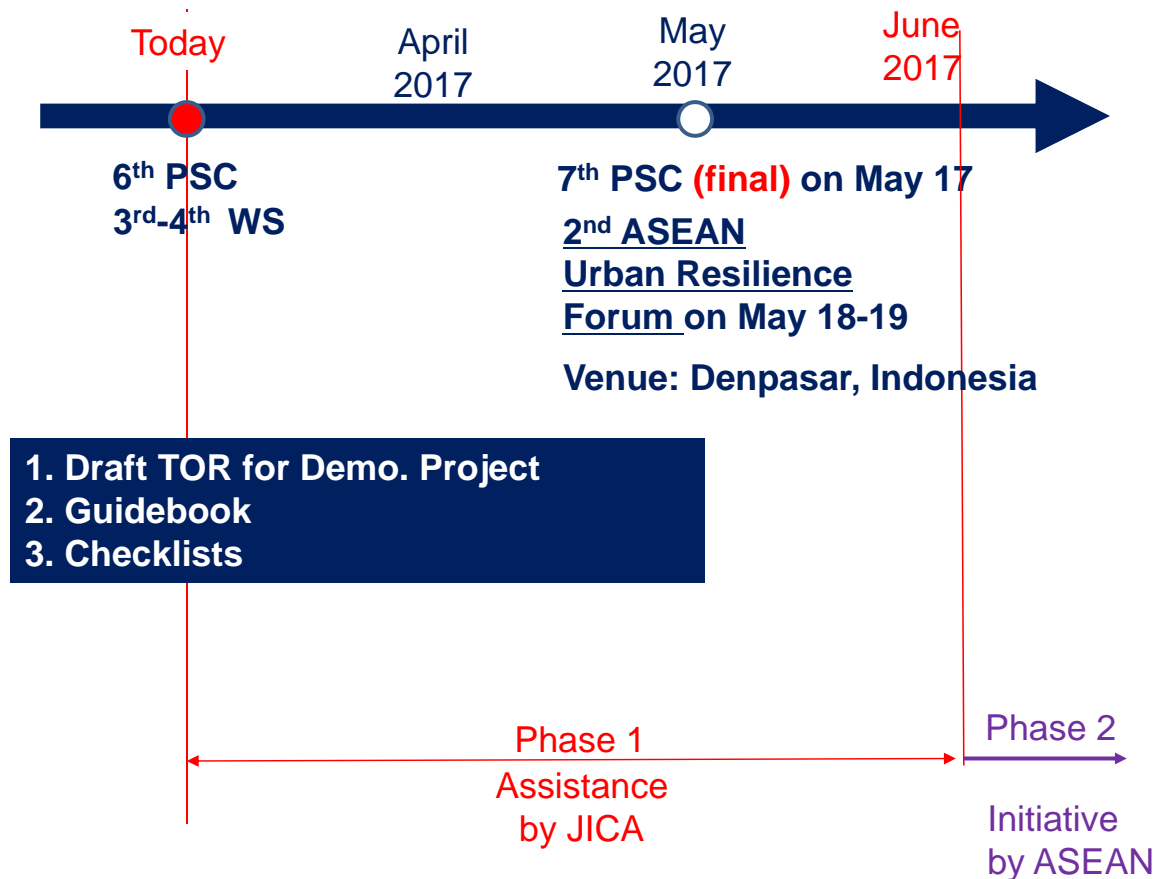 Today
April
2017
May
2017
June
2017
6th PSC
3rd-4th WS
7th PSC (final) on May 17
2nd ASEAN
Urban Resilience
Forum on May 18-19
Venue: Denpasar, Indonesia
1. Draft TOR for Demo. Project
2. Guidebook
3. Checklists
Phase 1
Assistance
by JICA
Phase 2
Initiative
by ASEAN